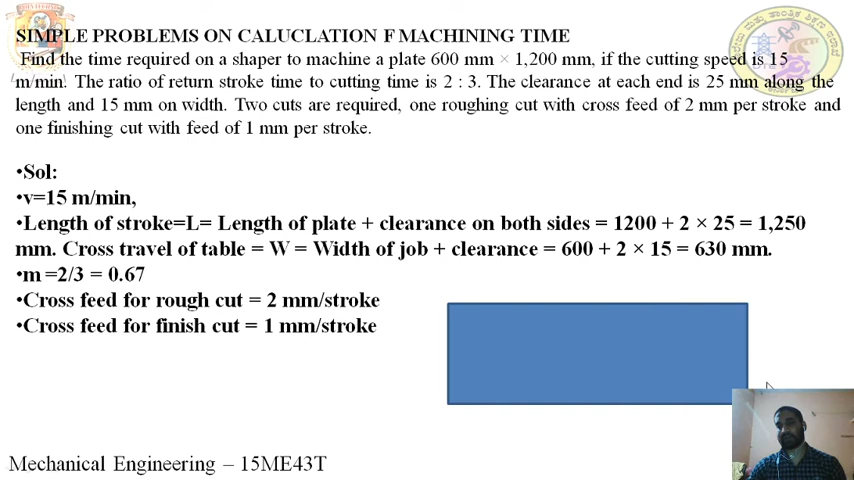 SIMPLE PROBLEMS ON CALUCLATION F MACHINING TIME
Find the time required on a shaper to machine a plate 600 mm × 1,200 mm, if the cutting speed is 15
m/min. The ratio of return stroke time to cutting time is 2 : 3. The clearance at each end is 25 mm along the
length and 15 mm on width. Two cuts are required, one roughing cut with cross feed of 2 mm per stroke and
one finishing cut with feed of 1 mm per stroke.
•Sol:
•v=15 m/min,
•Length of stroke=L= Length of plate + clearance on both sides = 1200 + 2 × 25 = 1,250
mm. Cross travel of table = W = Width of job + clearance = 600 + 2 × 15 = 630 mm.
•m =2/3 = 0.67
•Cross feed for rough cut = 2 mm/stroke
•Cross feed for finish cut = 1 mm/stroke
Mechanical Engineering – 15ME43T